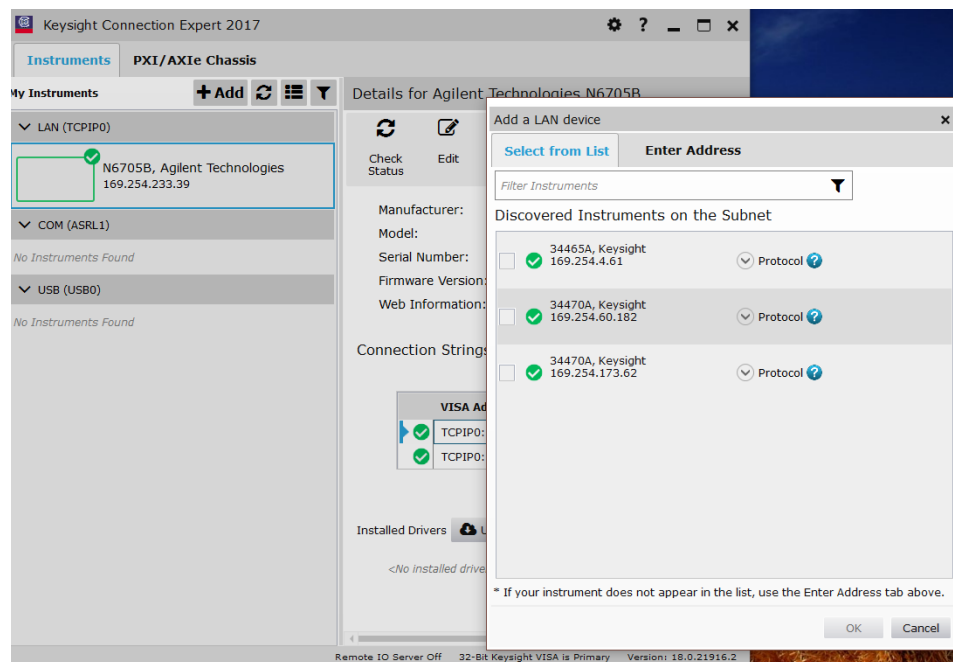 Keysight Connection Expert 2017
Instruments PXI/AXIe Chassis
My Instruments
Add
LAN (TCPIP0)
N6705B, Agilent Technologies
169.254.233.39
COM (ASRL1)
No Instruments Found
USB (USB0)
No Instruments Found
Details for Agilent Technologies N6705B
Check
Status
Edit
Manufacturer:
Model:
Serial Number:
Firmware Version:
Web Information:
Connection Strings
VISA Ad
TCPIP0:
TCPIP0:
Installed Drivers
U
<No installed drive
Add a LAN device
Select from List Enter Address
Filter Instruments
Discovered Instruments on the Subnet
34465A, Keysight
169.254.4.61
Protocol ?
34470A, Keysight
169.254.60.182
Protocol ?
34470A, Keysight
169.254.173.62
Protocol ?
* If your instrument does not appear in the list, use the Enter Address tab above.
OK Cancel
Remote IO Server Off 32-Bit Keysight VISA is Primary Version: 18.0.21916.2